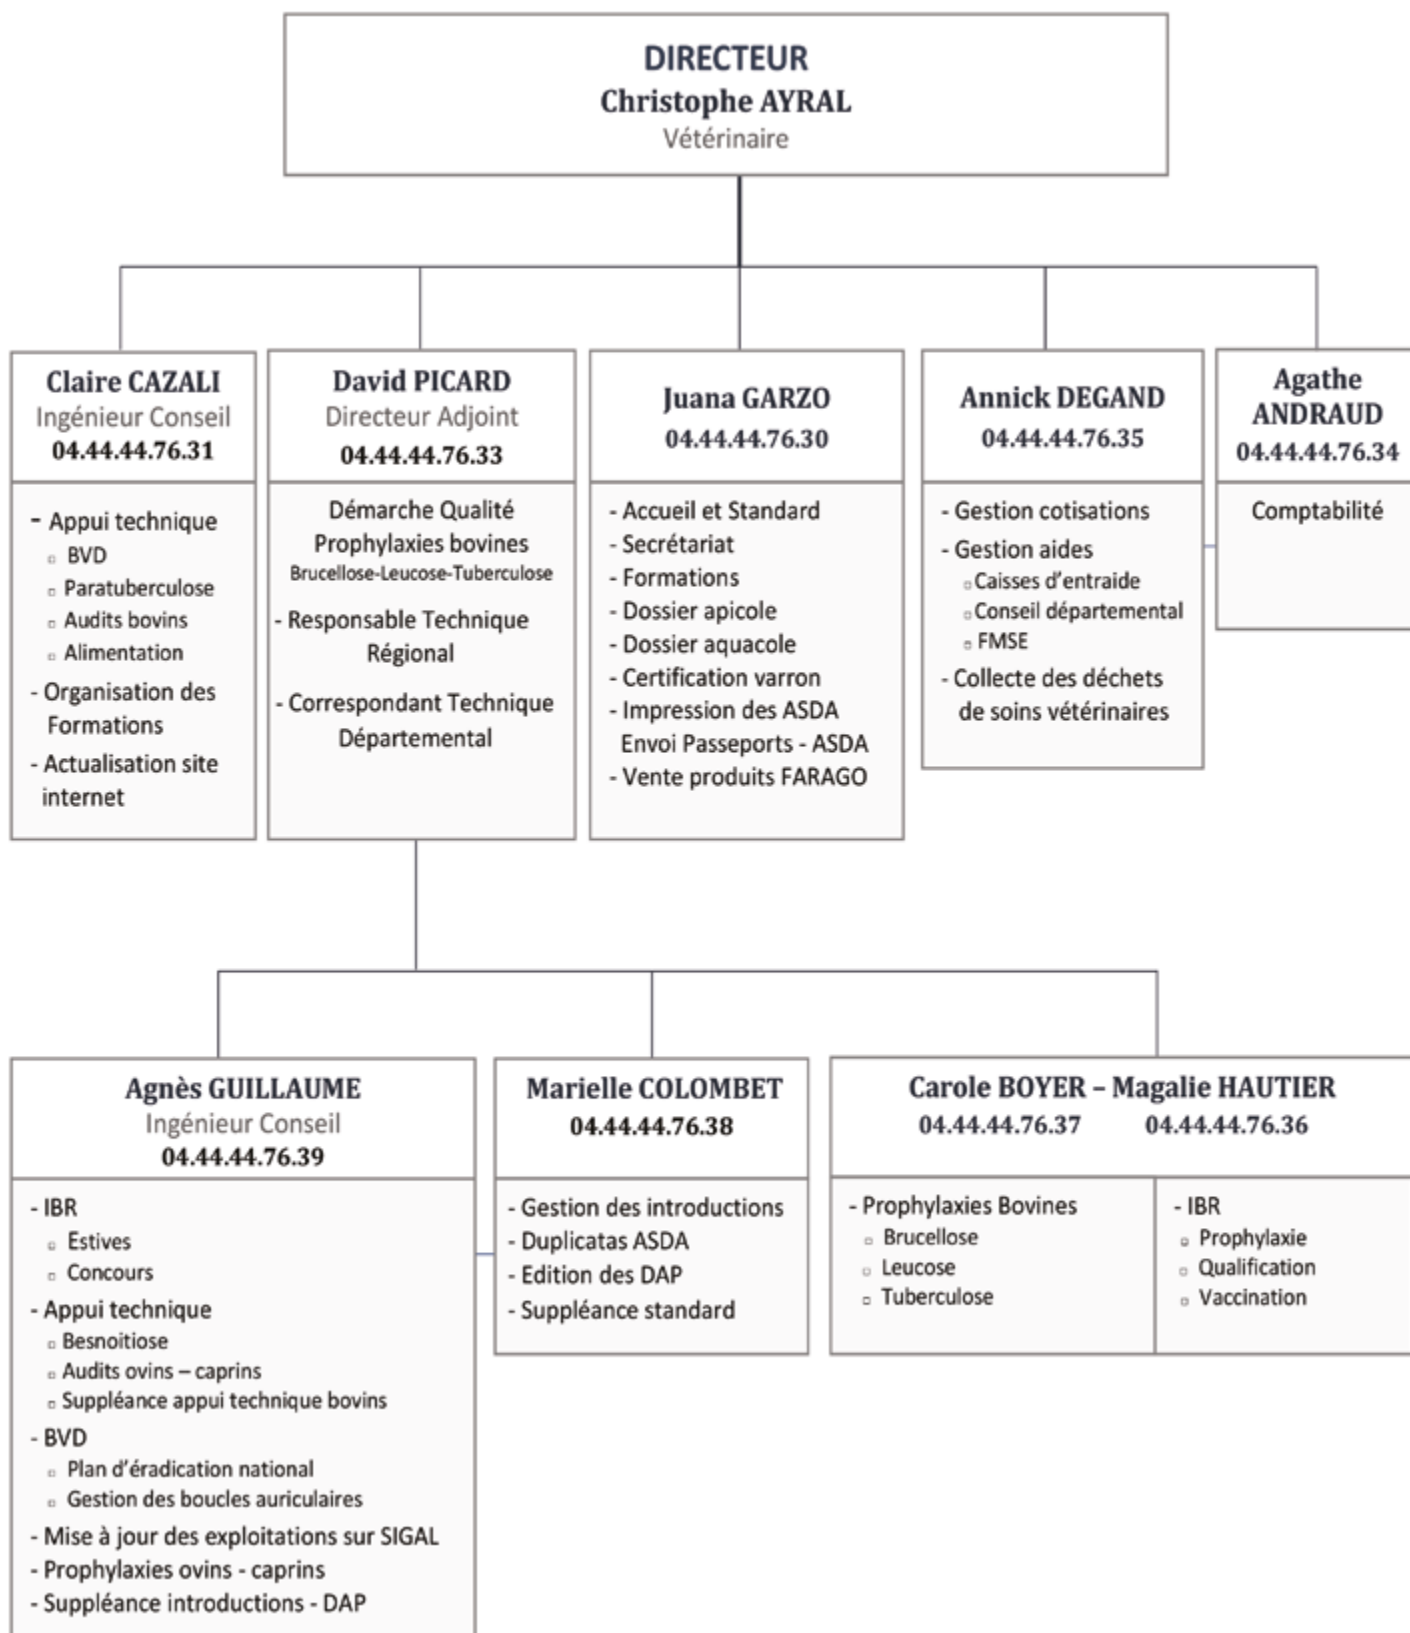 DIRECTEUR
Christophe AYRAL
Vétérinaire
Claire CAZALI
Ingénieur Conseil
04.44.44.76.31
- Appui technique
▫ BVD
▫ Paratuberculose
▫ Audits bovins
▫ Alimentation
- Organisation des
Formations
- Actualisation site
internet
David PICARD
Directeur Adjoint
04.44.44.76.33
Démarche Qualité
Prophylaxies bovines
Brucellose-Leucose-Tuberculose
- Responsable Technique
Régional
- Correspondant Technique
Départemental
Juana GARZO
04.44.44.76.30
- Accueil et Standard
- Secrétariat
- Formations
- Dossier apicole
- Dossier aquacole
- Certification varron
- Impression des ASDA
Envoi Passeports - ASDA
- Vente produits FARAGO
Annick DEGAND
04.44.44.76.35
- Gestion cotisations
- Gestion aides
▫ Caisses d'entraide
▫ Conseil départemental
▫ FMSE
- Collecte des déchets
de soins vétérinaires
Agathe
ANDRAUD
04.44.44.76.34
Comptabilité
Agnès GUILLAUME
Ingénieur Conseil
04.44.44.76.39
- IBR
▫ Estives
▫ Concours
- Appui technique
▫ Besnoitiose
▫ Audits ovins – caprins
▫ Suppléance appui technique bovins
- BVD
▫ Plan d'éradication national
▫ Gestion des boucles auriculaires
- Mise à jour des exploitations sur SIGAL
- Prophylaxies ovins - caprins
- Suppléance introductions - DAP
Marielle COLOMBET
04.44.44.76.38
- Gestion des introductions
- Duplicatas ASDA
- Edition des DAP
- Suppléance standard
Carole BOYER – Magalie HAUTIER
04.44.44.76.37 04.44.44.76.36
- Prophylaxies Bovines
▫ Brucellose
▫ Leucose
▫ Tuberculose
- IBR
▫ Prophylaxie
▫ Qualification
▫ Vaccination